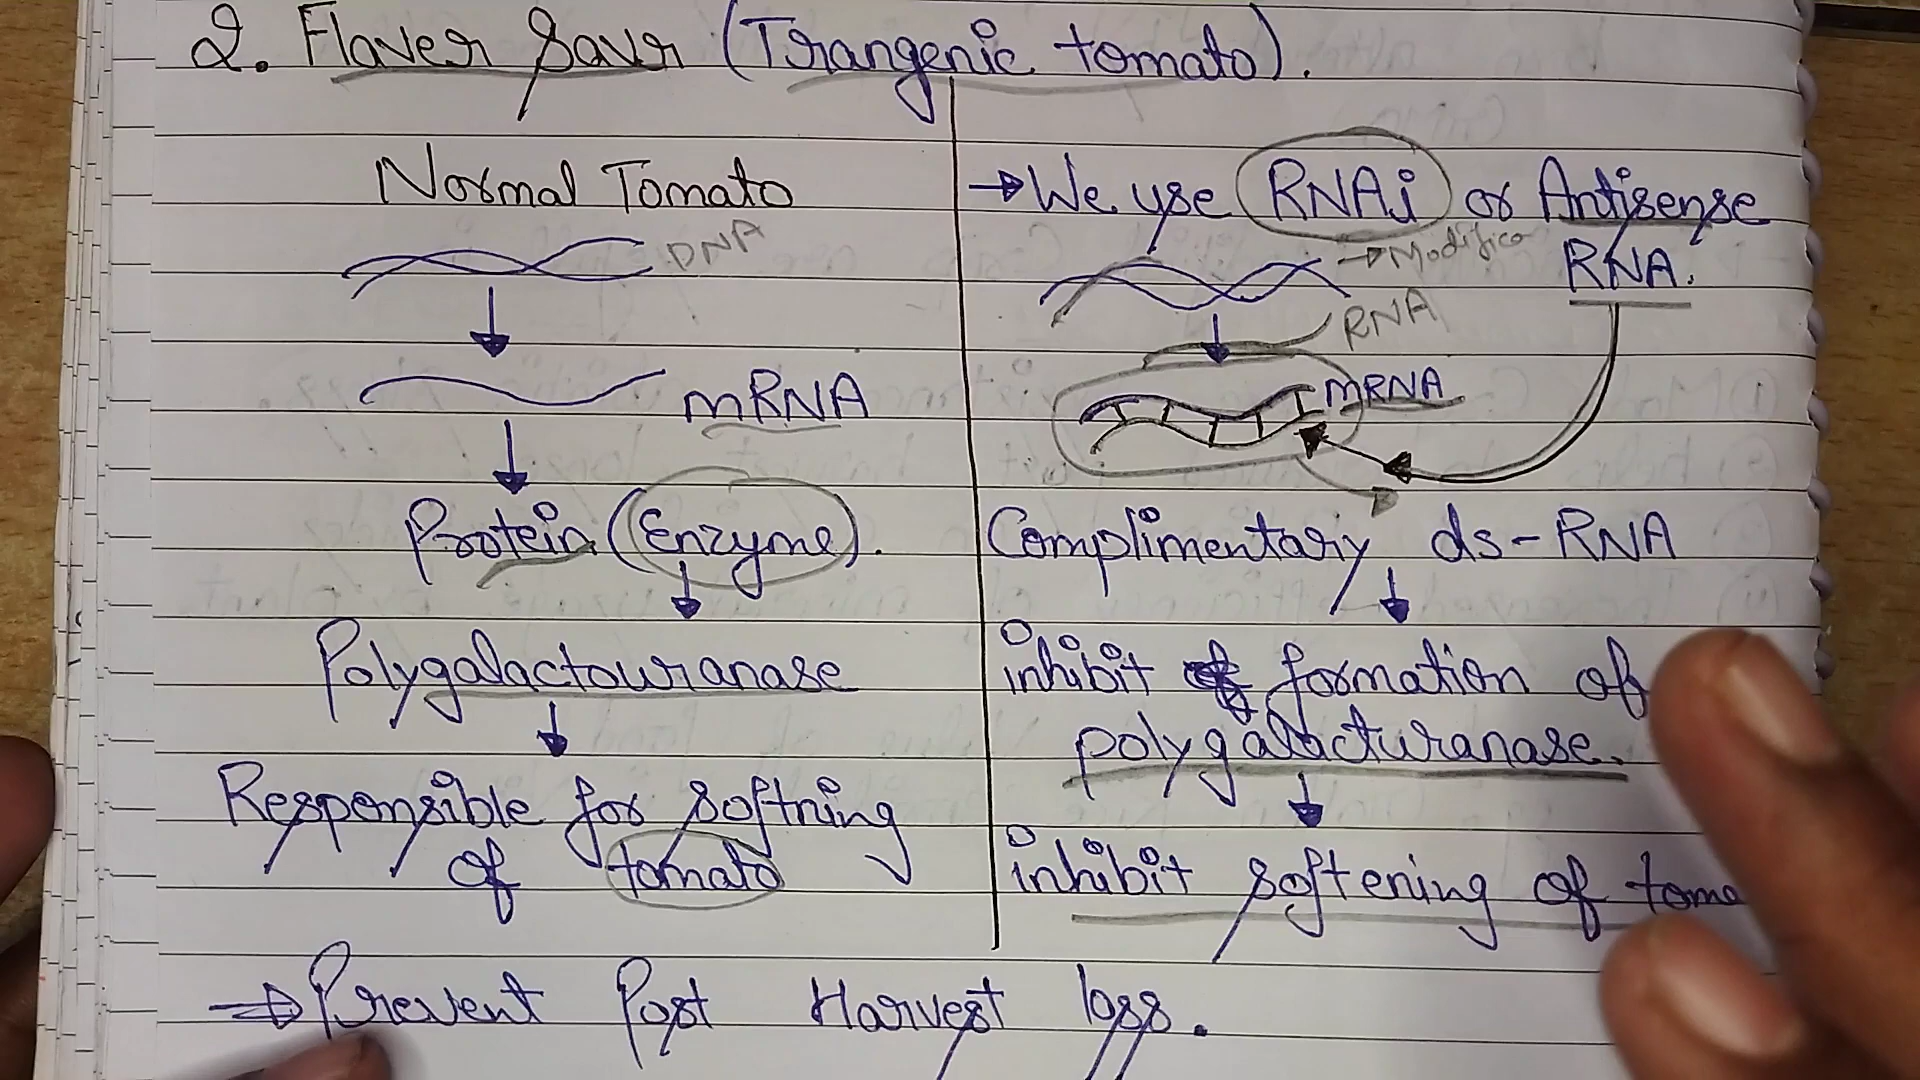 2. Flaver Savr (Trangenic tomato).
Normal Tomato
DNA
mRNA
Protein (Enzyme).
Polygalactouranase
Responsible for softning
of tomato
→ We use RNAi or Antisense
RNA.
→ Modifica
RNA
mRNA
Complimentary ds-RNA
inhibit formation of
polygalacturanase.
inhibit softening of toma
⇒ Prevent Post Harvest loss.